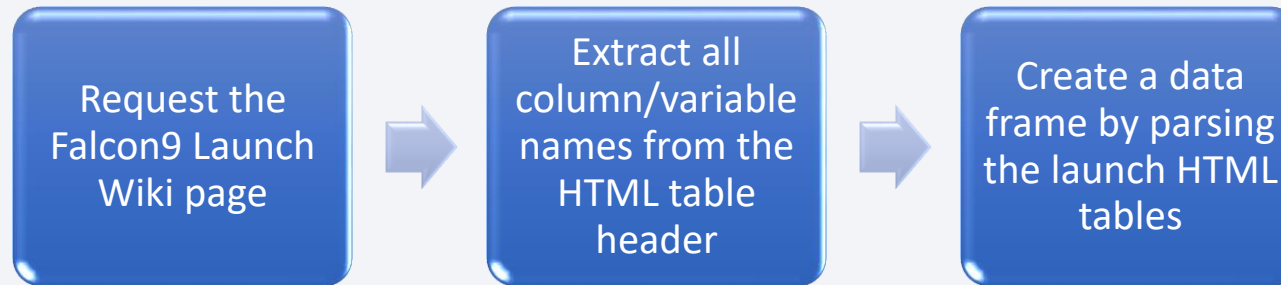 Request the
Falcon9 Launch
Wiki page
Extract all
column/variable
names from the
HTML table
header
Create a data
frame by parsing
the launch HTML
tables